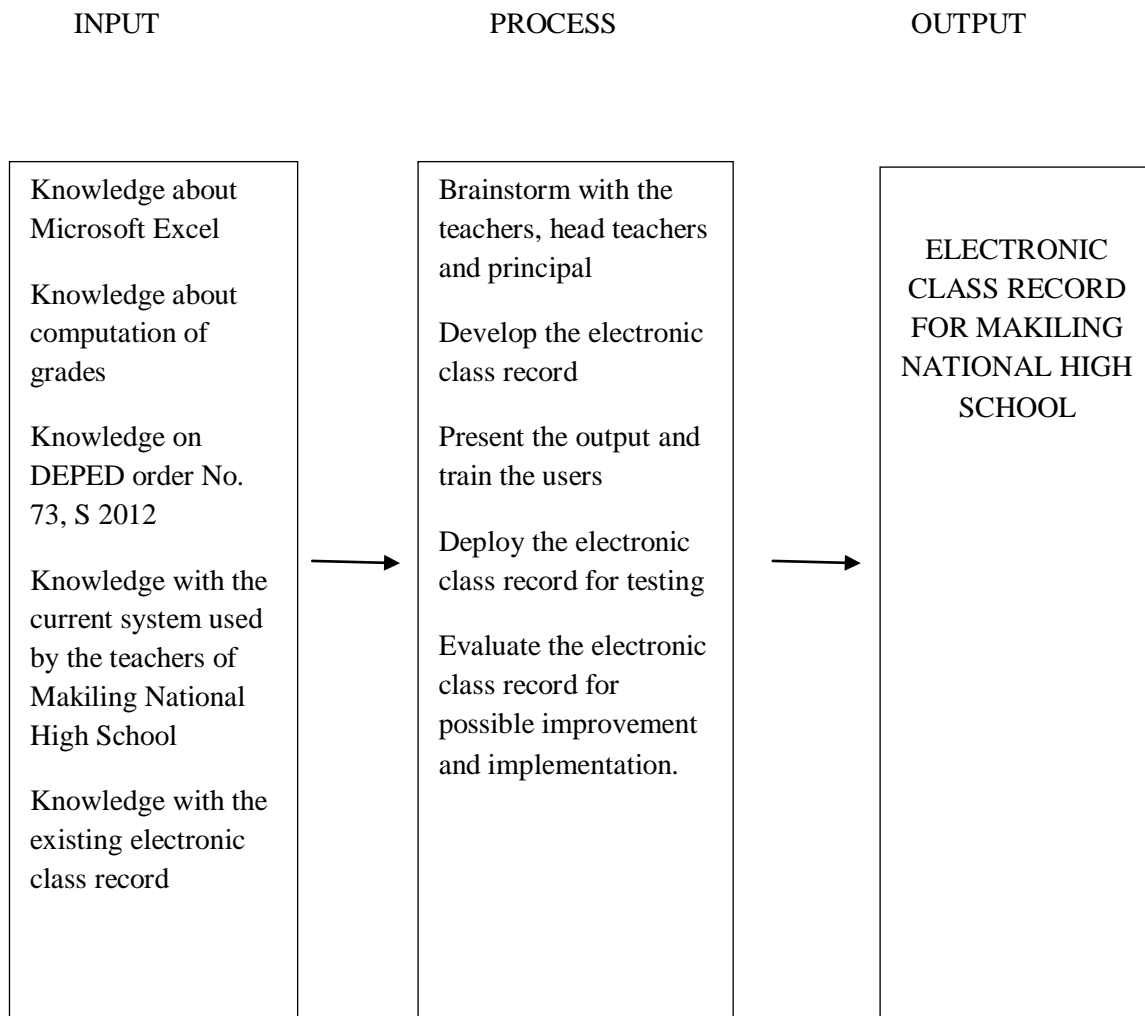 INPUT
PROCESS
OUTPUT
Knowledge about
Microsoft Excel
Knowledge about
computation of
grades
Knowledge on
DEPED order No.
73, S 2012
Knowledge with the
current system used
by the teachers of
Makiling National
High School
Knowledge with the
existing electronic
class record
Brainstorm with the
teachers, head teachers
and principal
Develop the electronic
class record
Present the output and
train the users
Deploy the electronic
class record for testing
Evaluate the electronic
class record for
possible improvement
and implementation.
ELECTRONIC
CLASS RECORD
FOR MAKILING
NATIONAL HIGH
SCHOOL